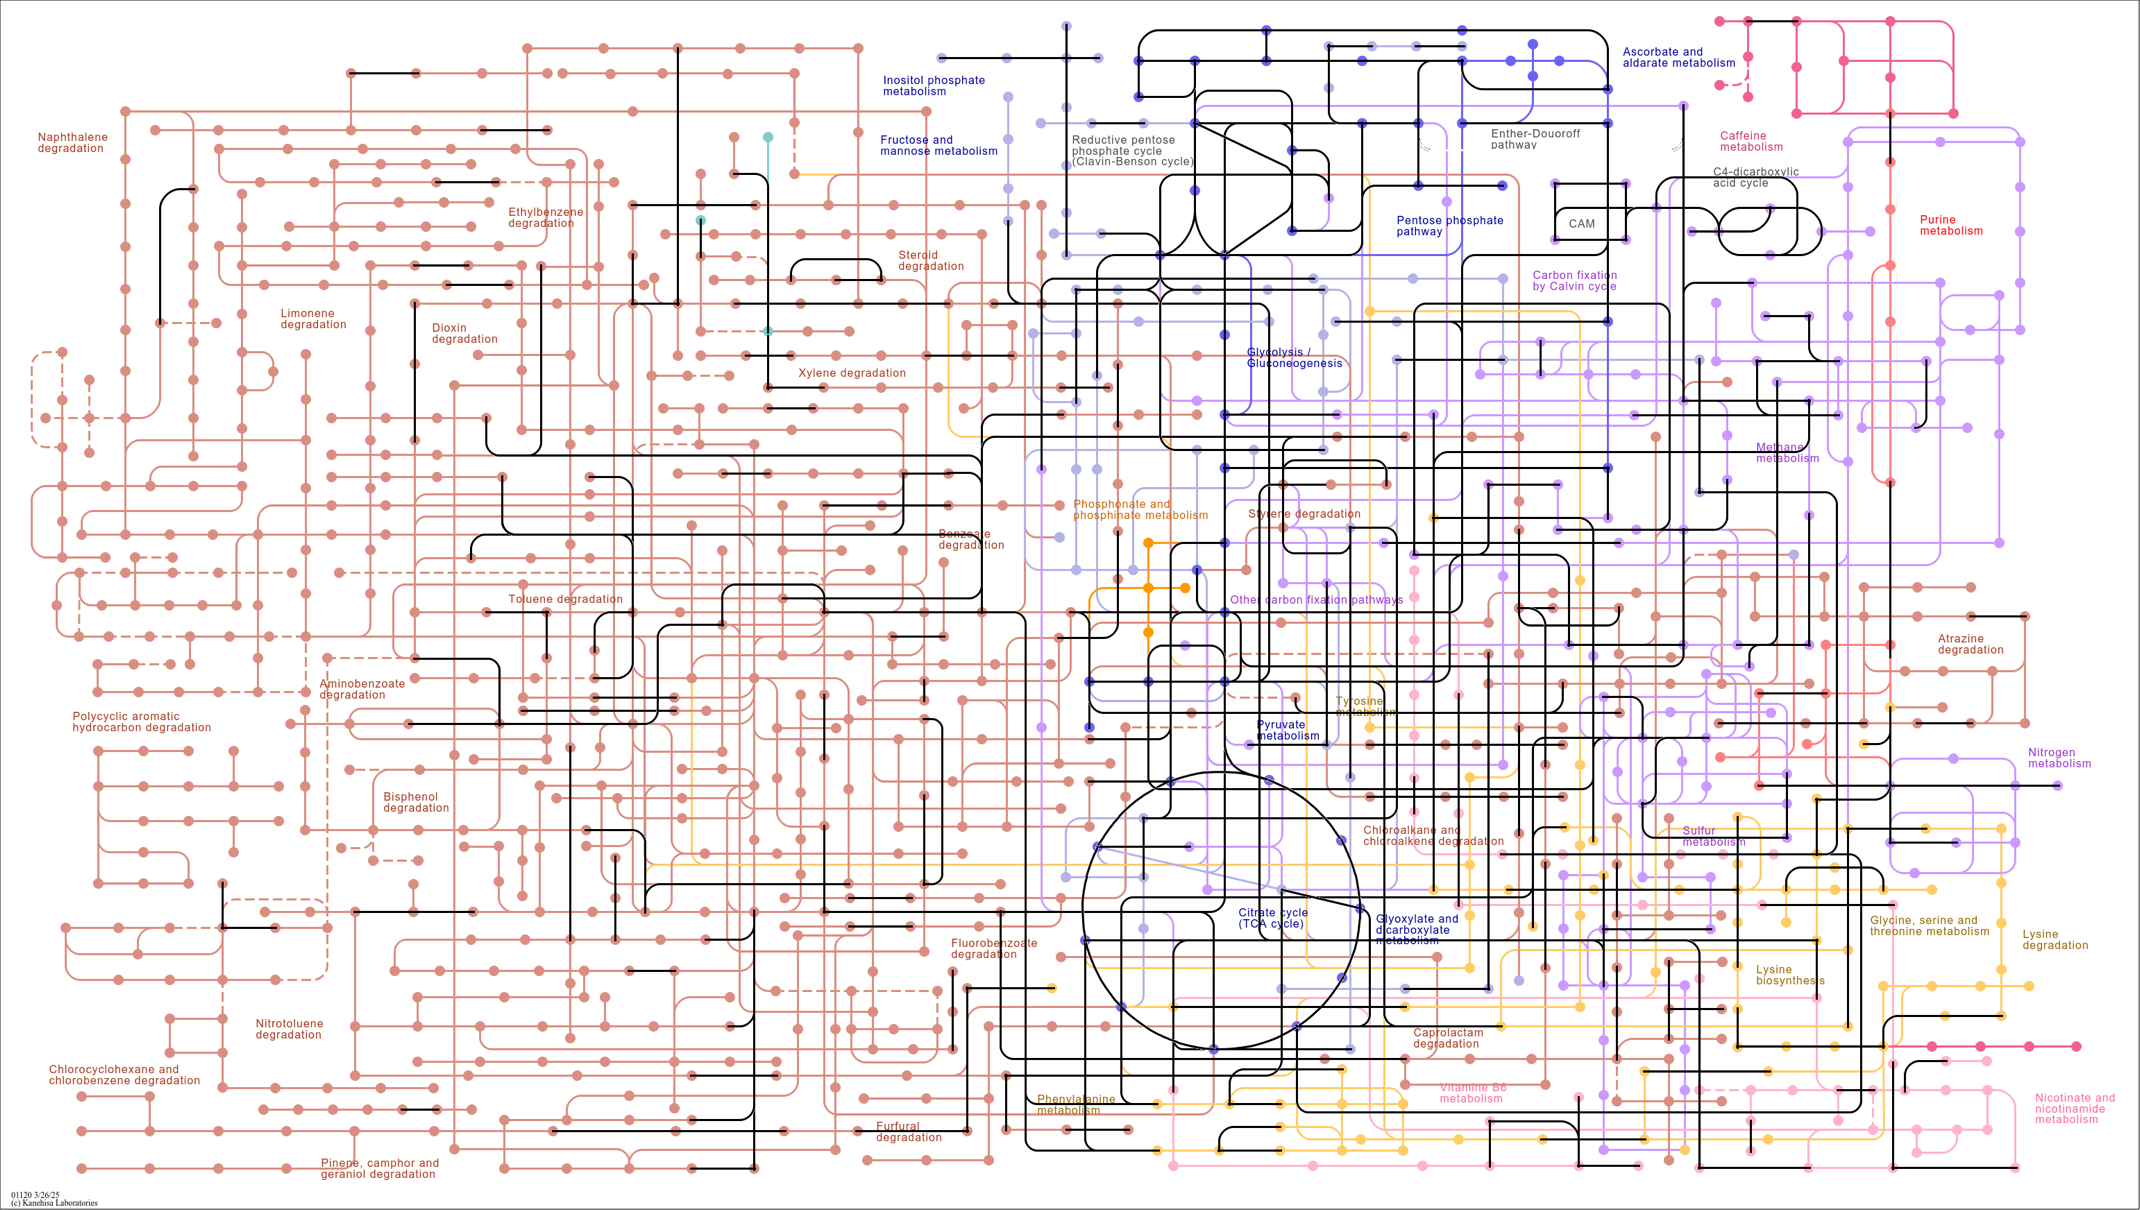 Ascorbate and
aldarate metabolism
Inositol phosphate
metabolism
Naphthalene
degradation
Fructose and
mannose metabolism
Reductive pentose
phosphate cycle
(Clavin-Benson cycle)
Enther-Douoroff
pathway
Caffeine
metabolism
C4-dicarboxylic
acid cycle
Ethylbenzene
degradation
Pentose phosphate
pathway
CAM
Purine
metabolism
Steroid
degradation
Carbon fixation
by Calvin cycle
Limonene
degradation
Dioxin
degradation
Glycolysis /
Gluconeogenesis
Xylene degradation
Methane
metabolism
Phosphonate and
phosphinate metabolism
Styrene degradation
Benzoate
degradation
Toluene degradation
Other carbon fixation pathways
Atrazine
degradation
Aminobenzoate
degradation
Polycyclic aromatic
hydrocarbon degradation
Tyrosine
metabolism
Pyruvate
metabolism
Nitrogen
metabolism
Bisphenol
degradation
Chloroalkane and
chloroalkene degradation
Sulfur
metabolism
Citrate cycle
(TCA cycle)
Glyoxylate and
dicarboxylate
metabolism
Glycine, serine and
threonine metabolism
Lysine
degradation
Fluorobenzoate
degradation
Lysine
biosynthesis
Nitrotoluene
degradation
Caprolactam
degradation
Chlorocyclohexane and
chlorobenzene degradation
Vitamine B6
metabolism
Phenylalanine
metabolism
Nicotinate and
nicotinamide
metabolism
Furfural
degradation
Pinene, camphor and
geraniol degradation
01120 3/26/25
(c) Kanehisa Laboratories